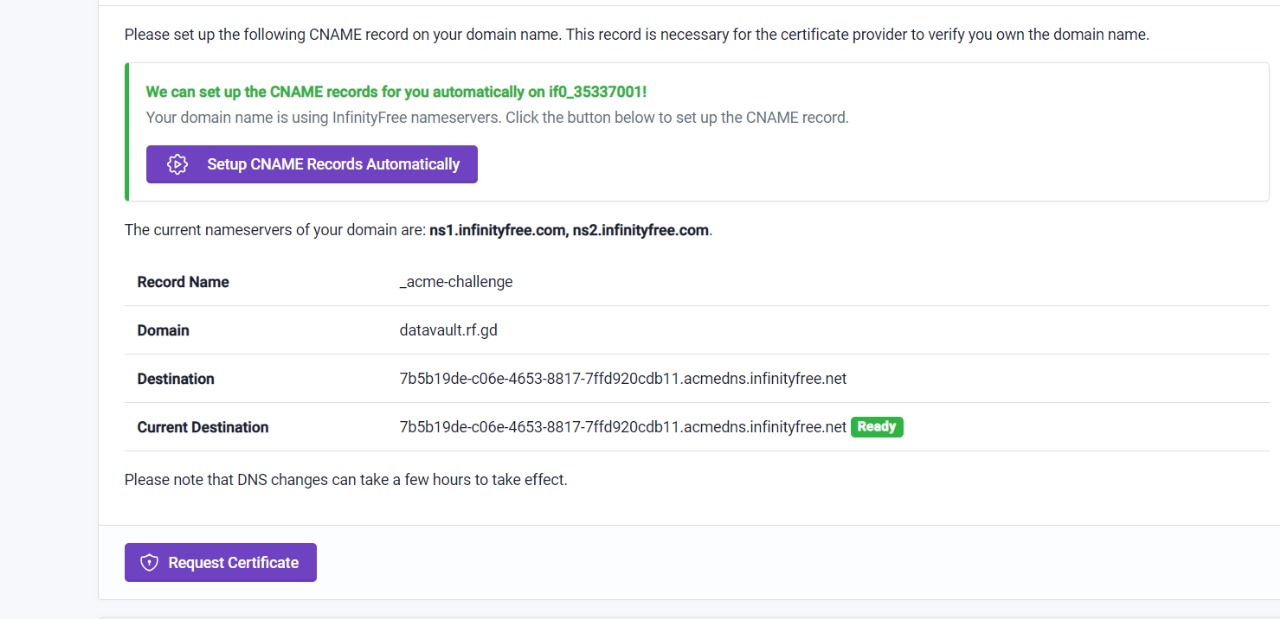 Please set up the following CNAME record on your domain name. This record is necessary for the certificate provider to verify you own the domain name.
We can set up the CNAME records for you automatically on if0_35337001!
Your domain name is using InfinityFree nameservers. Click the button below to set up the CNAME record.
Setup CNAME Records Automatically
The current nameservers of your domain are: ns1.infinityfree.com, ns2.infinityfree.com.
Record Name _acme-challenge
Domain datavault.rf.gd
Destination 7b5b19de-c06e-4653-8817-7ffd920cdb11.acmedns.infinityfree.net
Current Destination 7b5b19de-c06e-4653-8817-7ffd920cdb11.acmedns.infinityfree.net Ready
Please note that DNS changes can take a few hours to take effect.
Request Certificate